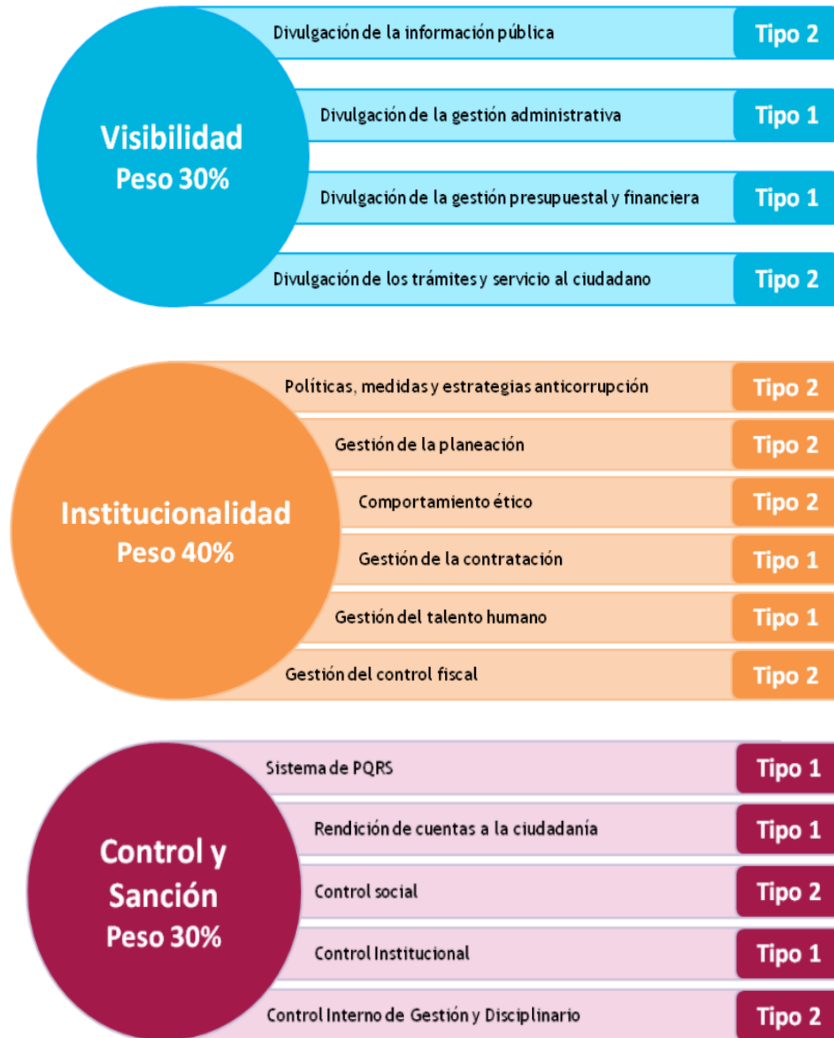 Visibilidad
Peso 30%
Divulgación de la información pública
Tipo 2
Divulgación de la gestión administrativa
Tipo 1
Divulgación de la gestión presupuestal y financiera
Tipo 1
Divulgación de los trámites y servicio al ciudadano
Tipo 2
Institucionalidad
Peso 40%
Políticas, medidas y estrategias anticorrupción
Tipo 2
Gestión de la planeación
Tipo 2
Comportamiento ético
Tipo 2
Gestión de la contratación
Tipo 1
Gestión del talento humano
Tipo 1
Gestión del control fiscal
Tipo 2
Control y
Sanción
Peso 30%
Sistema de PQRS
Tipo 1
Rendición de cuentas a la ciudadanía
Tipo 1
Control social
Tipo 2
Control Institucional
Tipo 1
Control Interno de Gestión y Disciplinario
Tipo 2